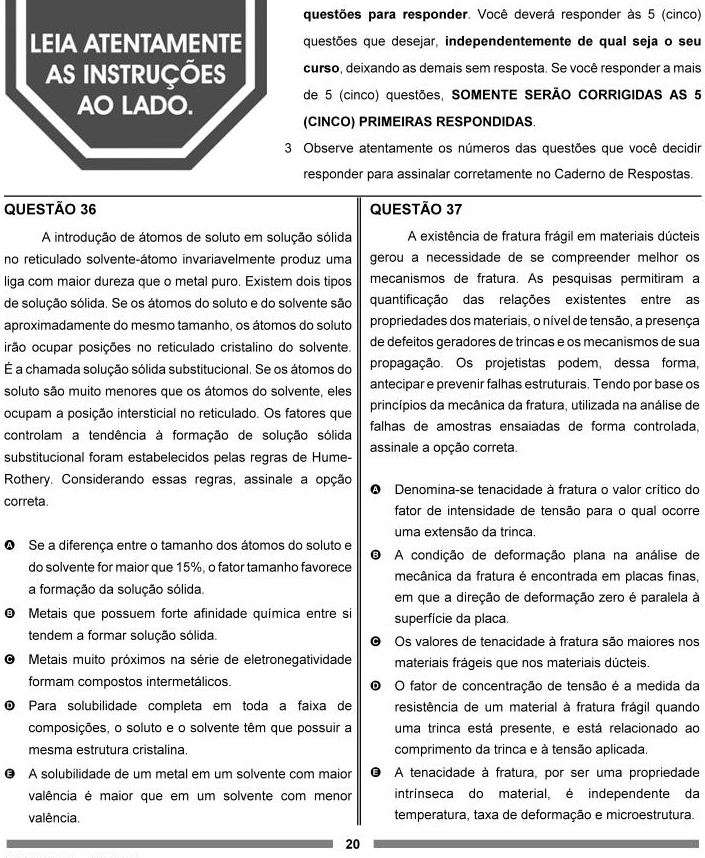 LEIA ATENTAMENTE
AS INSTRUÇÕES
AO LADO.
questões para responder. Você deverá responder às 5 (cinco)
questões que desejar, independentemente de qual seja o seu
curso, deixando as demais sem resposta. Se você responder a mais
de 5 (cinco) questões, SOMENTE SERÃO CORRIGIDAS AS 5
(CINCO) PRIMEIRAS RESPONDIDAS.
3 Observe atentamente os números das questões que você decidir
responder para assinalar corretamente no Caderno de Respostas.
QUESTÃO 36
A introdução de átomos de soluto em solução sólida
no reticulado solvente-átomo invariavelmente produz uma
liga com maior dureza que o metal puro. Existem dois tipos
de solução sólida. Se os átomos do soluto e do solvente são
aproximadamente do mesmo tamanho, os átomos do soluto
irão ocupar posições no reticulado cristalino do solvente.
É a chamada solução sólida substitucional. Se os átomos do
soluto são muito menores que os átomos do solvente, eles
ocupam a posição intersticial no reticulado. Os fatores que
controlam a tendência à formação de solução sólida
substitucional foram estabelecidos pelas regras de Hume-
Rothery. Considerando essas regras, assinale a opção
correta.
A Se a diferença entre o tamanho dos átomos do soluto e
do solvente for maior que 15%, o fator tamanho favorece
a formação da solução sólida.
B Metais que possuem forte afinidade química entre si
tendem a formar solução sólida.
C Metais muito próximos na série de eletronegatividade
formam compostos intermetálicos.
D Para solubilidade completa em toda a faixa de
composições, o soluto e o solvente têm que possuir a
mesma estrutura cristalina.
E A solubilidade de um metal em um solvente com maior
valência é maior que em um solvente com menor
valência.
QUESTÃO 37
A existência de fratura frágil em materiais dúcteis
gerou a necessidade de se compreender melhor os
mecanismos de fratura. As pesquisas permitiram a
quantificação das relações existentes entre as
propriedades dos materiais, o nível de tensão, a presença
de defeitos geradores de trincas e os mecanismos de sua
propagação. Os projetistas podem, dessa forma,
antecipar e prevenir falhas estruturais. Tendo por base os
princípios da mecânica da fratura, utilizada na análise de
falhas de amostras ensaiadas de forma controlada,
assinale a opção correta.
A Denomina-se tenacidade à fratura o valor crítico do
fator de intensidade de tensão para o qual ocorre
uma extensão da trinca.
B A condição de deformação plana na análise de
mecânica da fratura é encontrada em placas finas,
em que a direção de deformação zero é paralela à
superfície da placa.
C Os valores de tenacidade à fratura são maiores nos
materiais frágeis que nos materiais dúcteis.
D O fator de concentração de tensão é a medida da
resistência de um material à fratura frágil quando
uma trinca está presente, e está relacionado ao
comprimento da trinca e à tensão aplicada.
E A tenacidade à fratura, por ser uma propriedade
intrínseca do material, é independente da
temperatura, taxa de deformação e microestrutura.
20